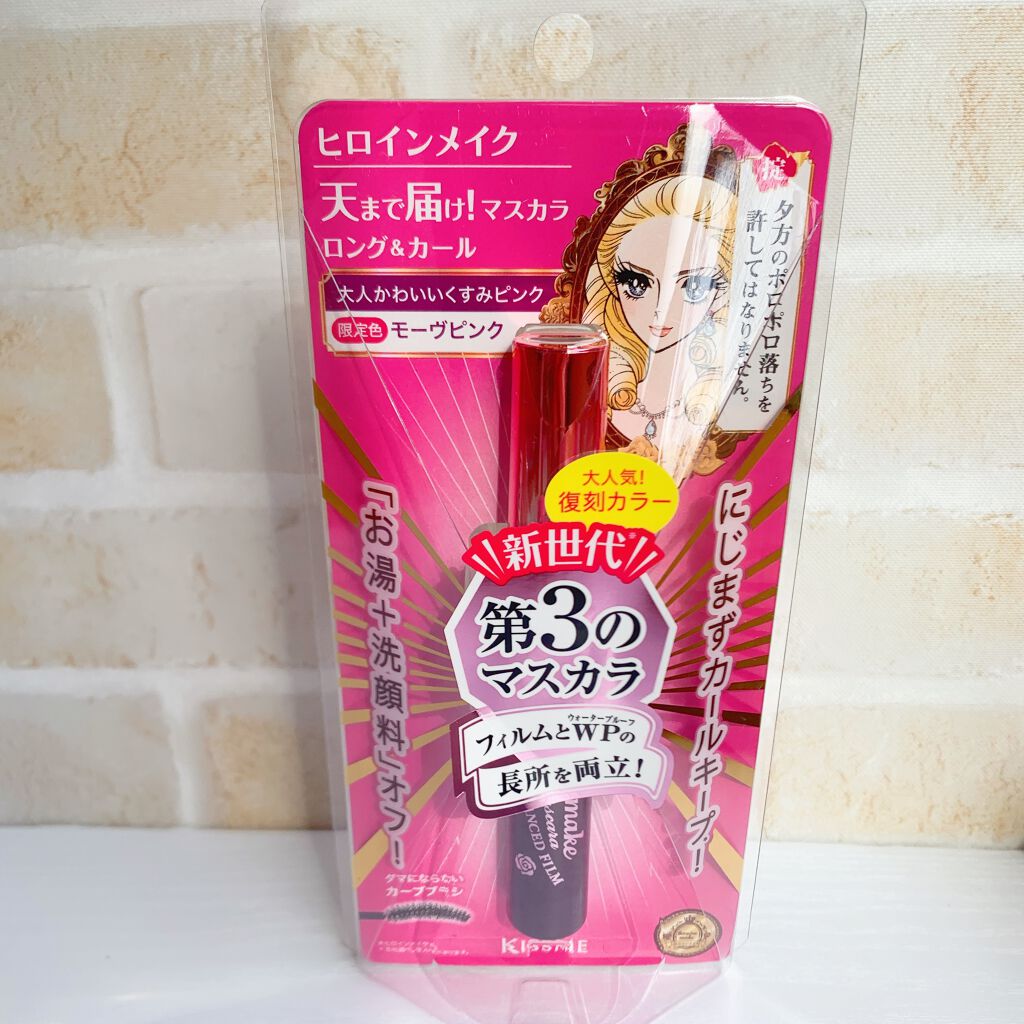 ヒロインメイク
天まで届け!マスカラ
ロング&カール
大人かわいいくすみピンク
限定色 モーヴピンク
掟
夕方のポロポロ落ちを
許してはなりません。
大人気!
復刻カラー
新世代※
第3の
マスカラ
ウォータープルーフ
フィルムとWPの
長所を両立!
「お湯+洗顔料」オフ!
にじまずカールキープ!
make
scara
NCED FILM
ダマにならない
カーブブラシ
KISSME